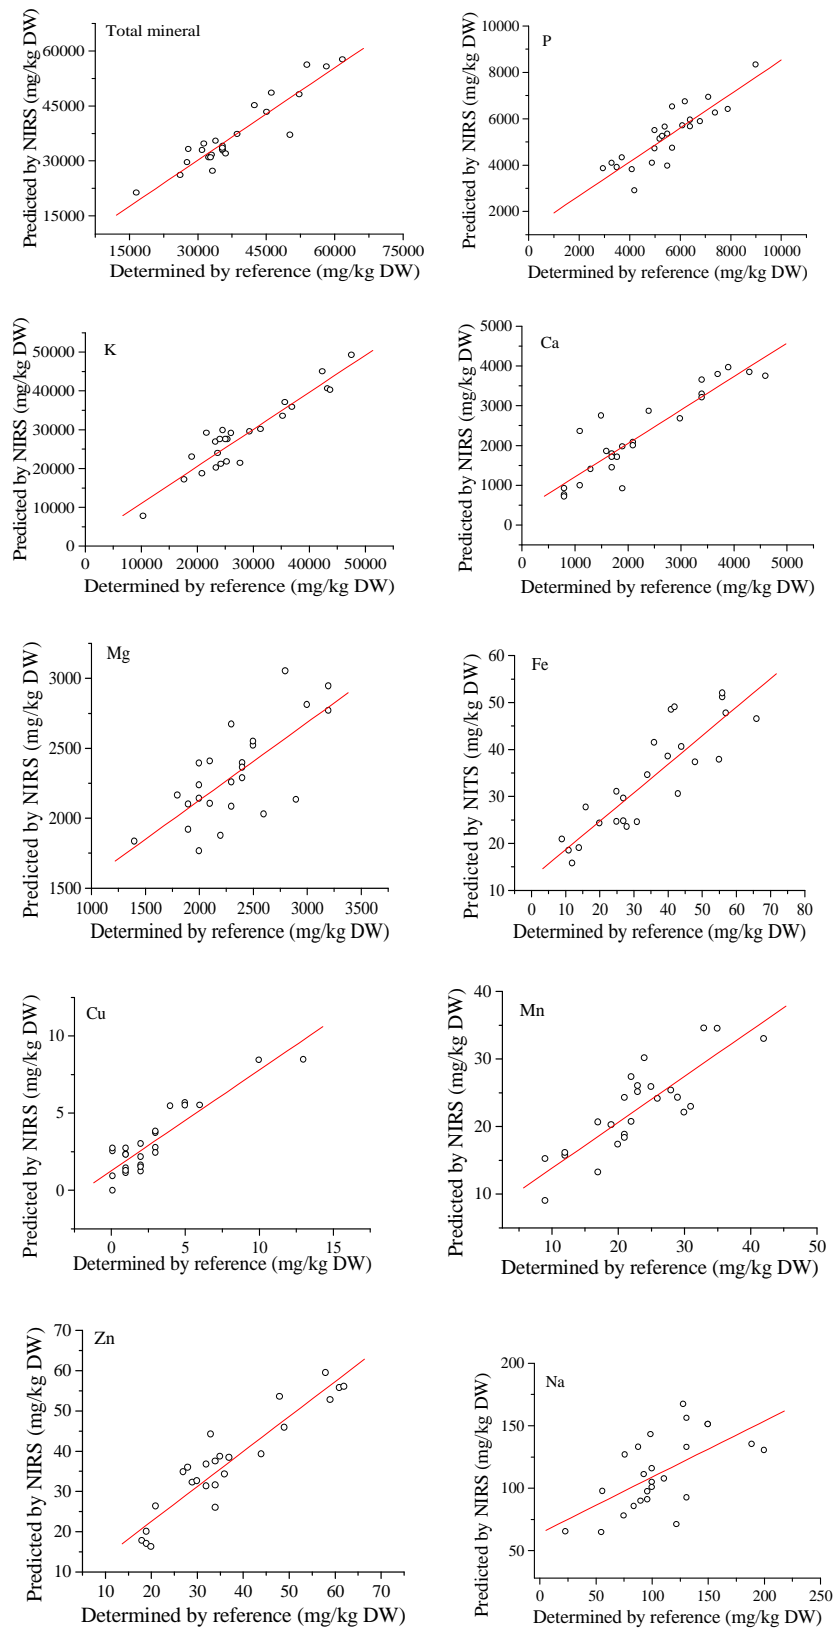 Total mineral
Predicted by NIRS (mg/kg DW)
60000
45000
30000
15000
15000 30000 45000 60000 75000
Determined by reference (mg/kg DW)
P
Predicted by NIRS (mg/kg DW)
10000
8000
6000
4000
2000
0 2000 4000 6000 8000 10000
Determined by reference (mg/kg DW)
K
Predicted by NIRS (mg/kg DW)
50000
40000
30000
20000
10000
0
0 10000 20000 30000 40000 50000
Determined by reference (mg/kg DW)
Ca
Predicted by NIRS (mg/kg DW)
5000
4000
3000
2000
1000
0
0 1000 2000 3000 4000 5000
Determined by reference (mg/kg DW)
Mg
Predicted by NIRS (mg/kg DW)
3000
2500
2000
1500
1000 1500 2000 2500 3000 3500
Determined by reference (mg/kg DW)
Fe
Predicted by NITS (mg/kg DW)
60
50
40
30
20
10
0 10 20 30 40 50 60 70 80
Determined by reference (mg/kg DW)
Cu
Predicted by NIRS (mg/kg DW)
10
5
0
0 5 10 15
Determined by reference (mg/kg DW)
Mn
Predicted by NIRS (mg/kg DW)
40
30
20
10
10 20 30 40 50
Determined by reference (mg/kg DW)
Zn
Predicted by NIRS (mg/kg DW)
70
60
50
40
30
20
10
10 20 30 40 50 60 70
Determined by reference (mg/kg DW)
Na
Predicted by NIRS (mg/kg DW)
200
150
100
50
0 50 100 150 200 250
Determined by reference (mg/kg DW)